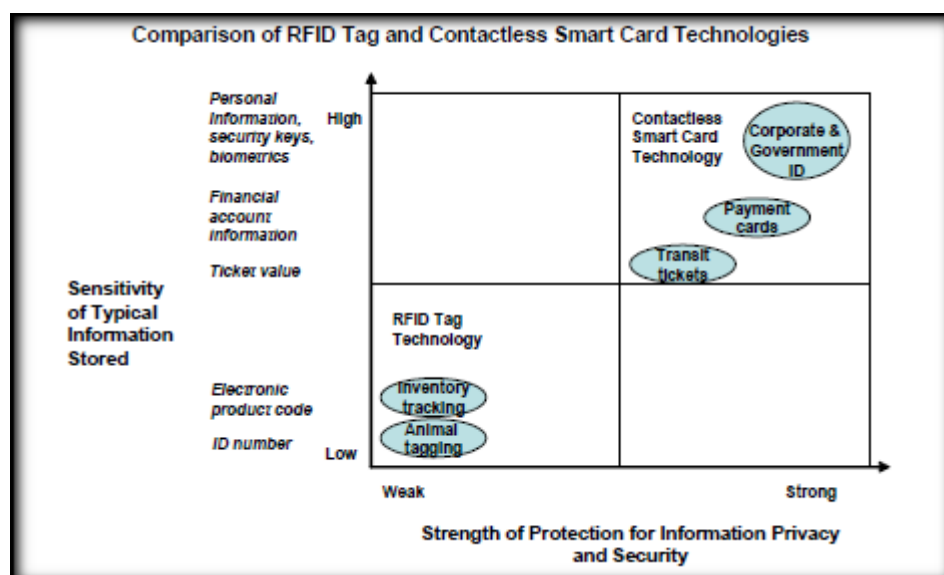 Comparison of RFID Tag and Contactless Smart Card Technologies
Personal
Information,
security keys,
biometrics
High
Contactless
Smart Card
Technology
Corporate &
Government
ID
Financial
account
information
Payment
cards
Ticket value
Transit
tickets
Sensitivity
of Typical
Information
Stored
RFID Tag
Technology
Electronic
product code
Inventory
tracking
ID number
Animal
tagging
Low
Weak
Strong
Strength of Protection for Information Privacy
and Security